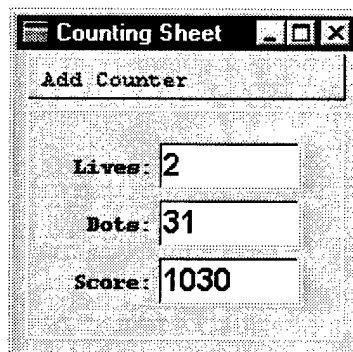 Counting Sheet
Add Counter
Lives: 2
Dots: 31
Score: 1030